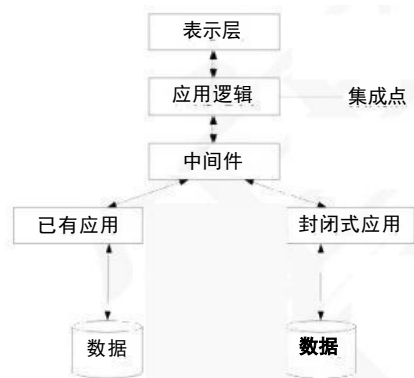 表示层
应用逻辑
集成点
中间件
已有应用
封闭式应用
数据
数据